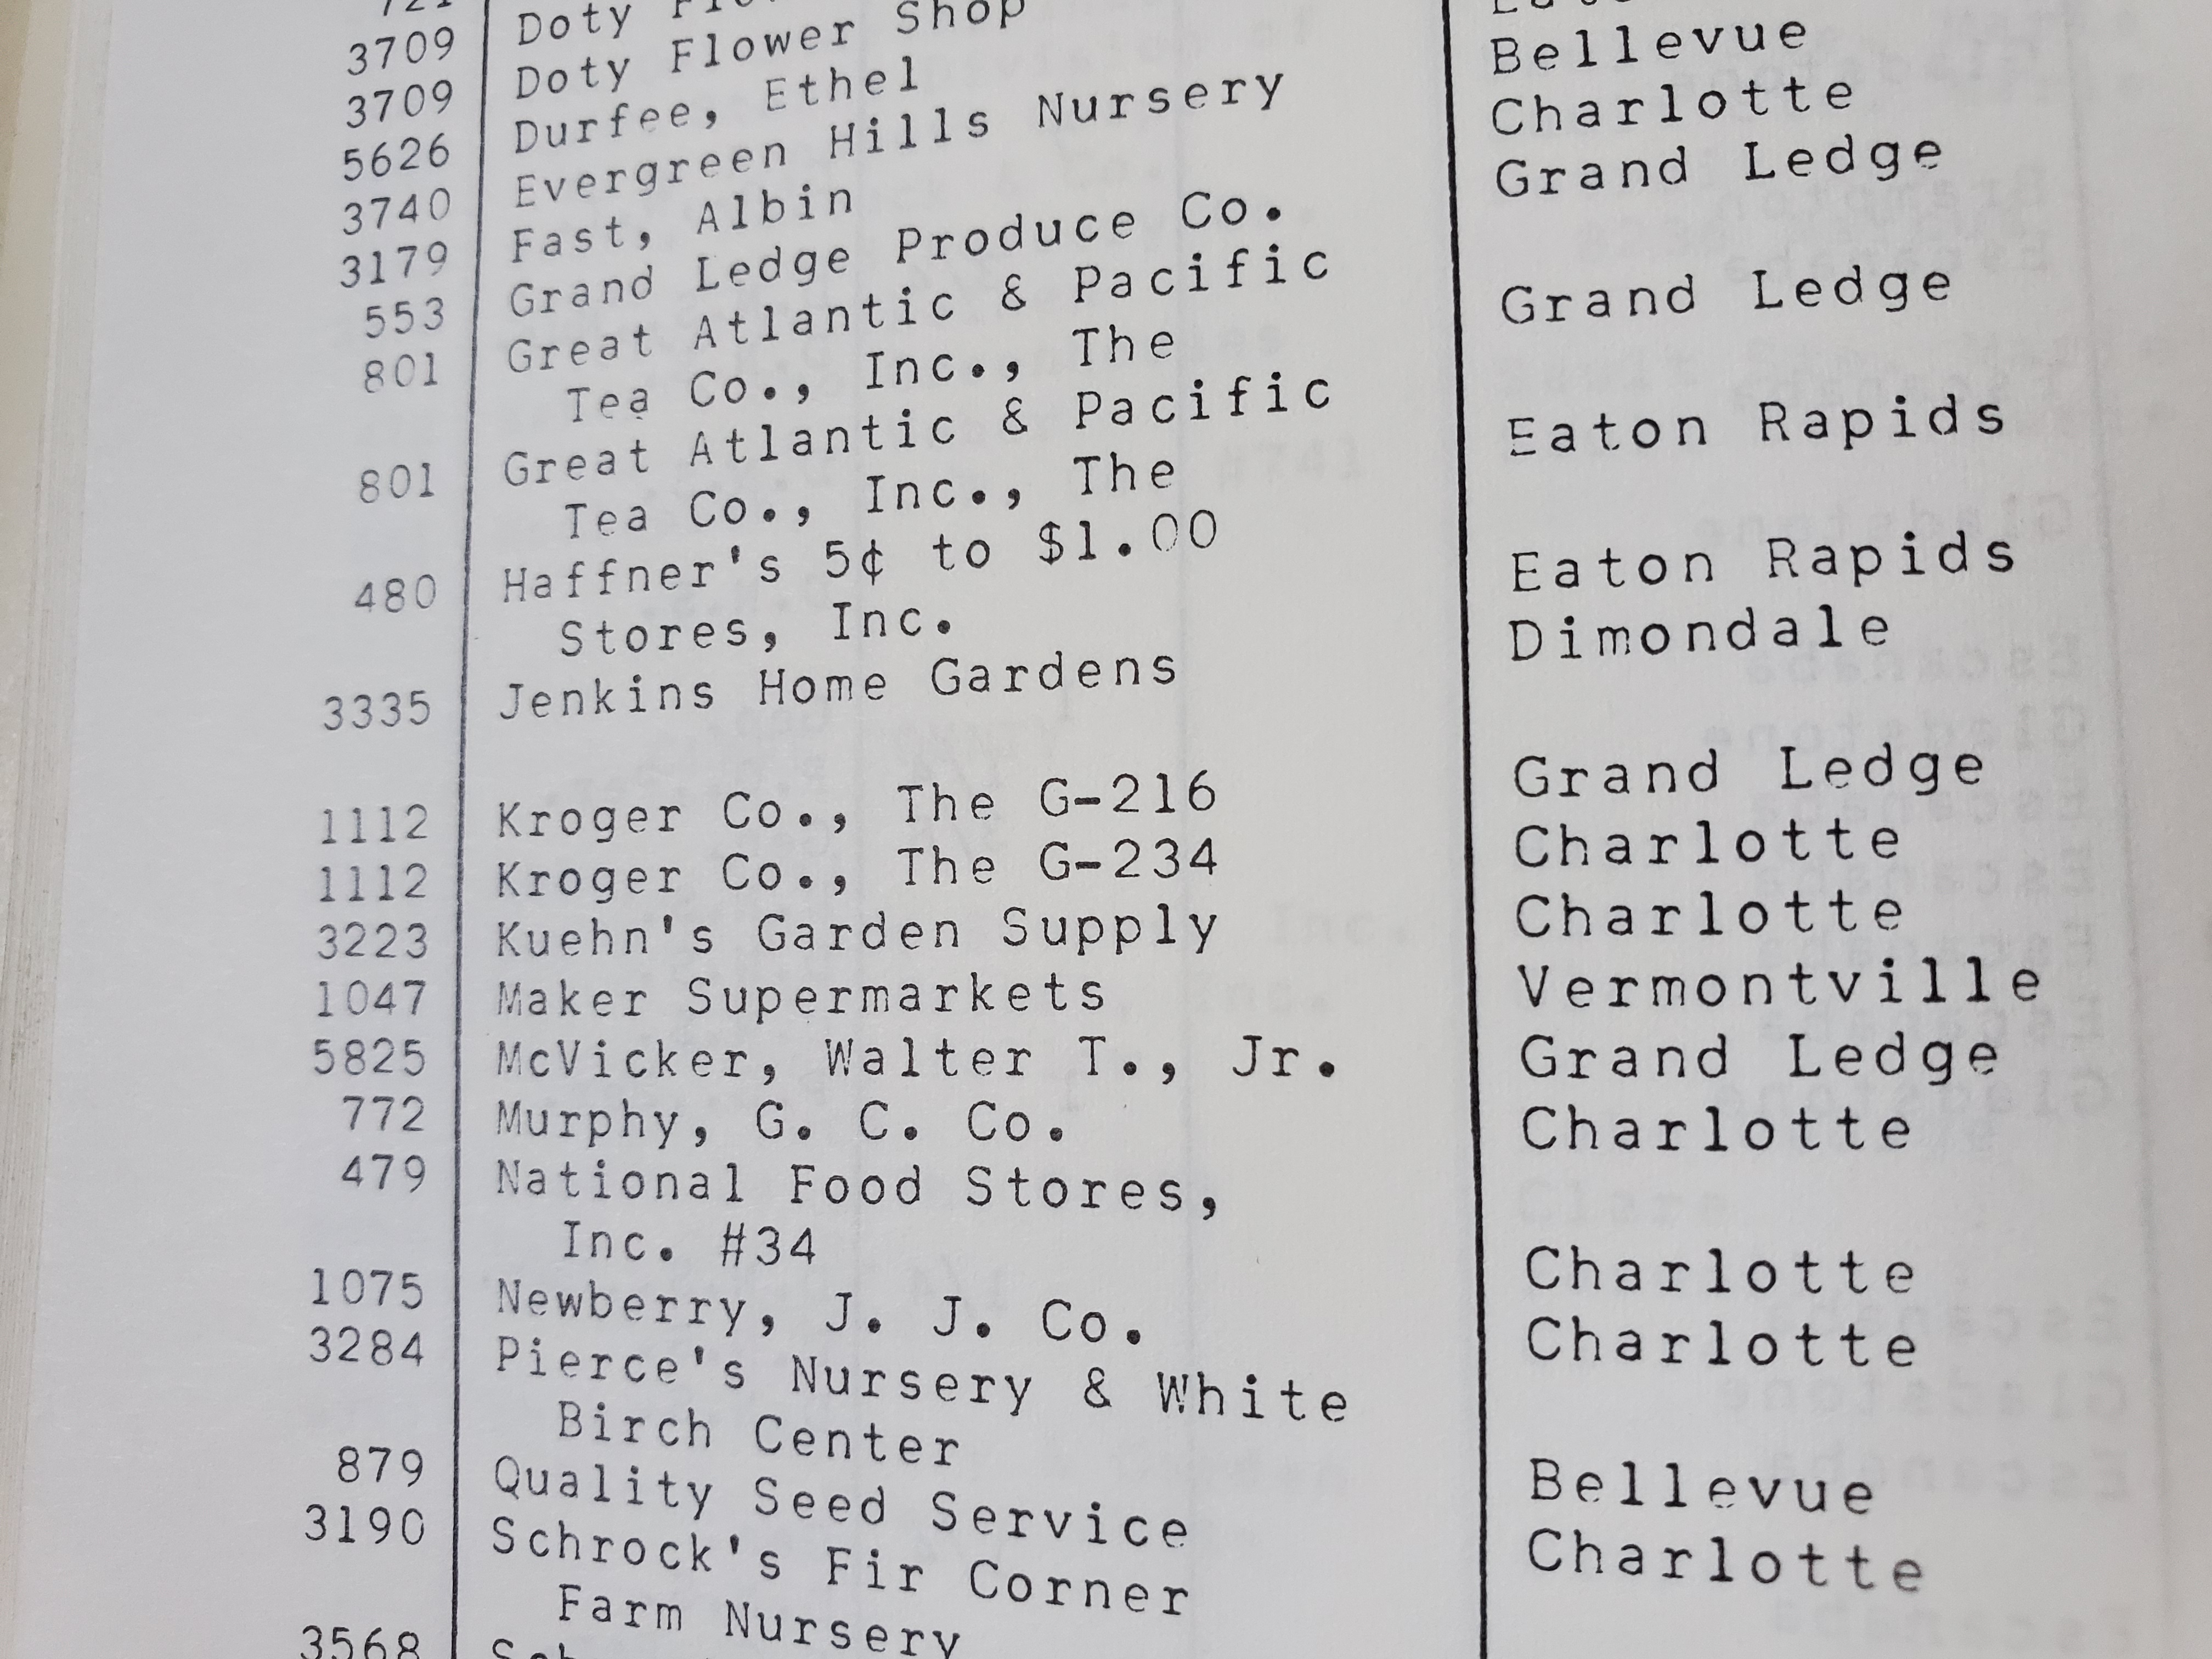 3709 Doty
3709 Doty Flower Shop
5626 Durfee, Ethel
3740 Evergreen Hills Nursery Bellevue
3179 Fast, Albin Charlotte
553 Grand Ledge Produce Co. Grand Ledge
801 Great Atlantic & Pacific
Tea Co., Inc., The Grand Ledge
801 Great Atlantic & Pacific
Tea Co., Inc., The Eaton Rapids
480 Haffner's 5¢ to $1.00
Stores, Inc. Eaton Rapids
3335 Jenkins Home Gardens Dimondale
1112 Kroger Co., The G-216 Grand Ledge
1112 Kroger Co., The G-234 Charlotte
3223 Kuehn's Garden Supply Charlotte
1047 Maker Supermarkets Vermontville
5825 McVicker, Walter T., Jr. Grand Ledge
772 Murphy, G. C. Co. Charlotte
479 National Food Stores,
Inc. #34 Charlotte
1075 Newberry, J. J. Co. Charlotte
3284 Pierce's Nursery & White
Birch Center Bellevue
879 Quality Seed Service Charlotte
3190 Schrock's Fir Corner
Farm Nursery
3568